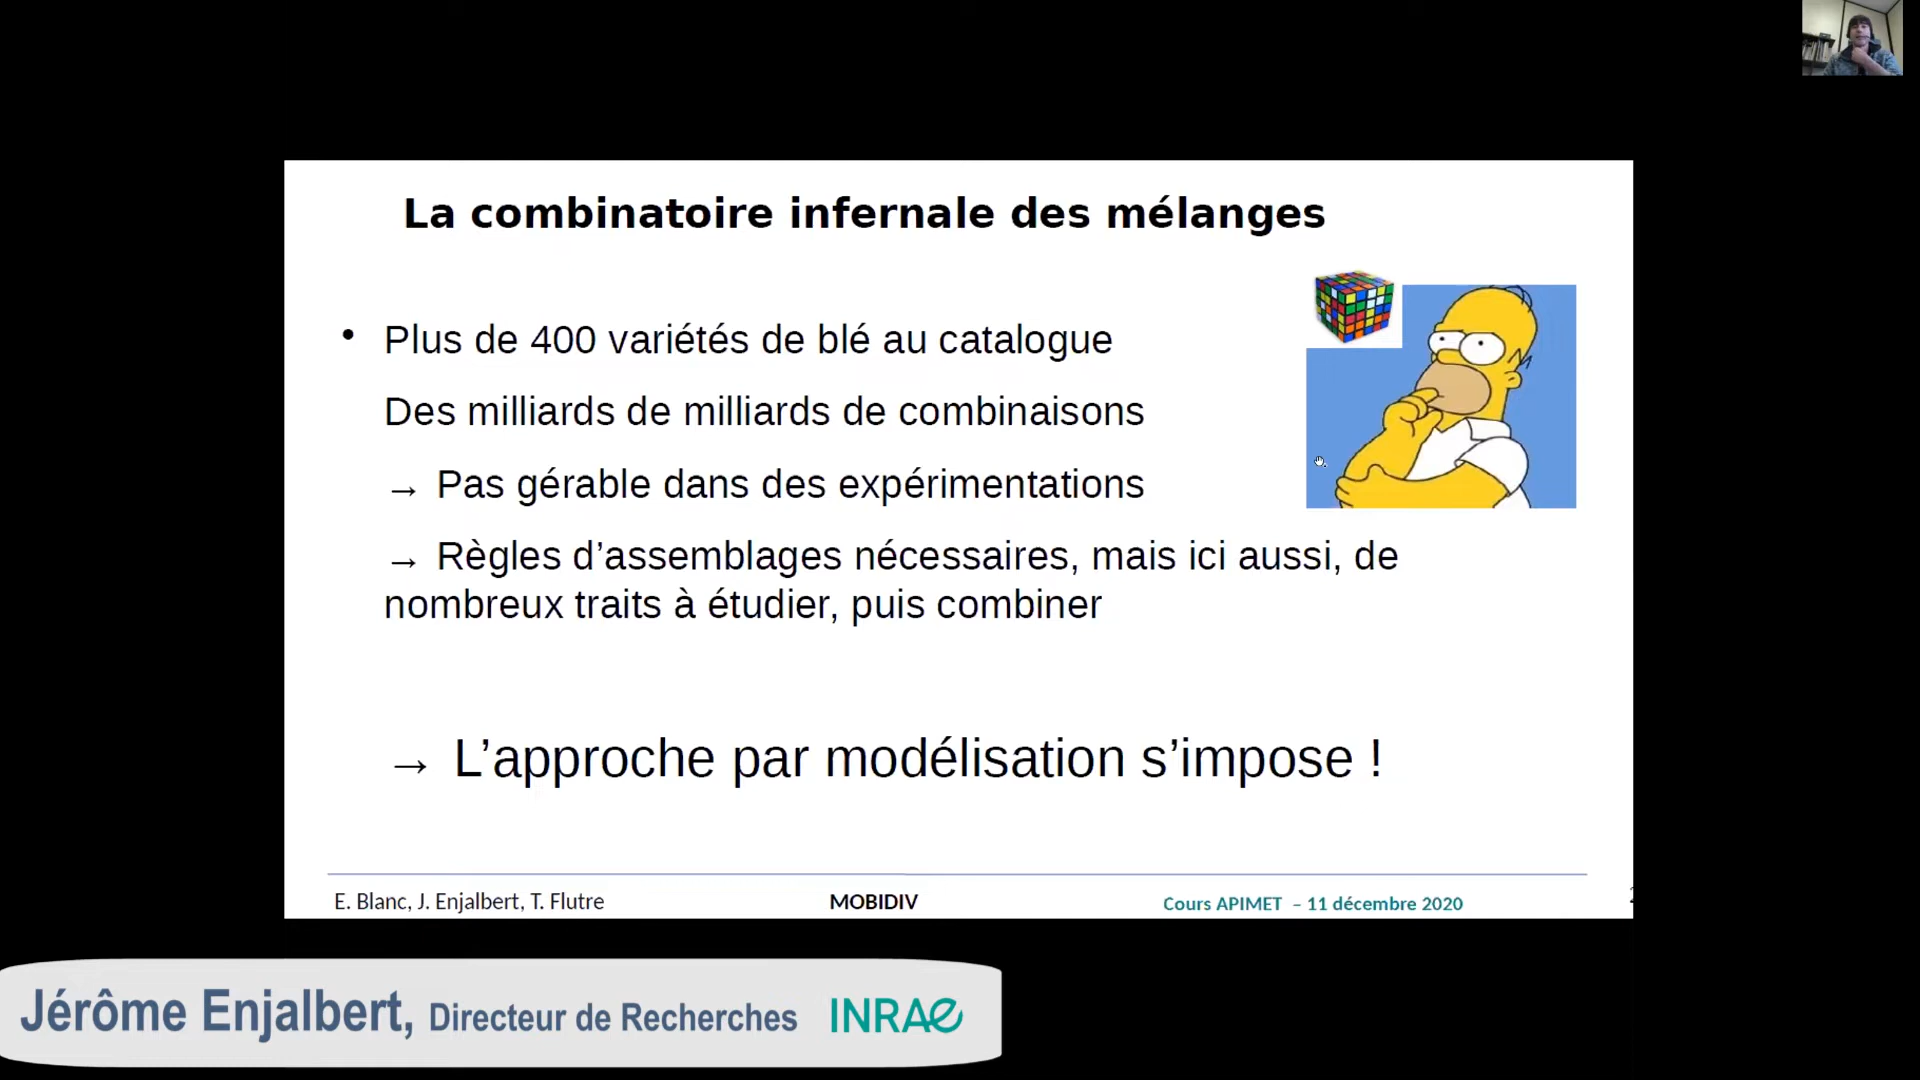 La combinatoire infernale des mélanges
• Plus de 400 variétés de blé au catalogue
Des milliards de milliards de combinaisons
→ Pas gérable dans des expérimentations
→ Règles d’assemblages nécessaires, mais ici aussi, de
nombreux traits à étudier, puis combiner
→ L’approche par modélisation s’impose !
E. Blanc, J. Enjalbert, T. Flutre
MOBIDIV
Cours APIMET – 11 décembre 2020
Jérôme Enjalbert, Directeur de Recherches INRAE